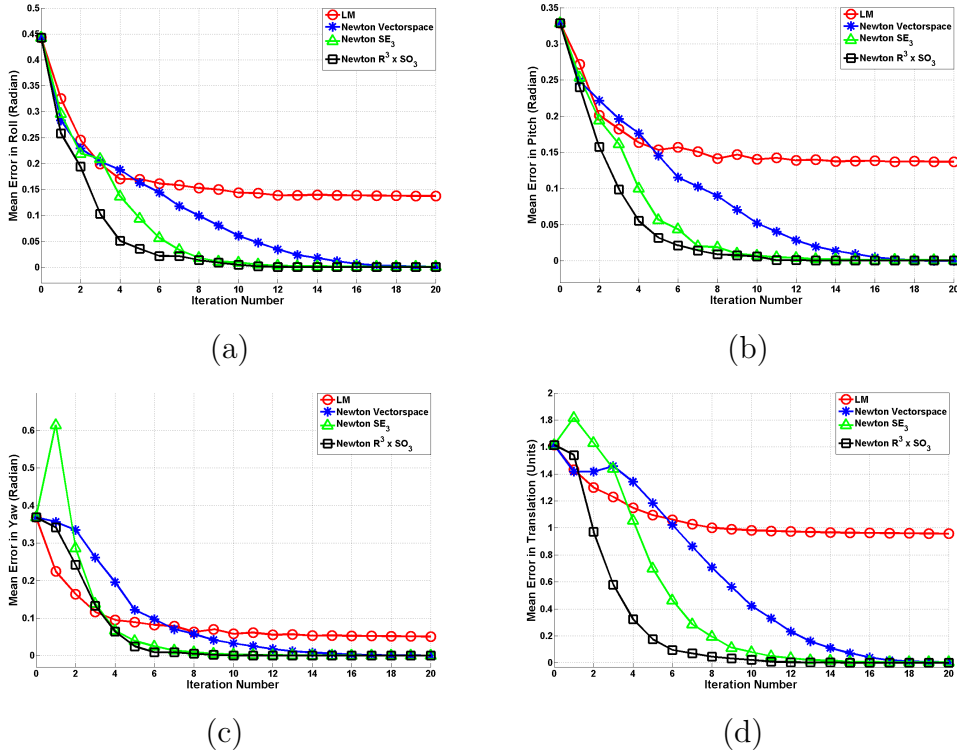 0.5
0.45
0.4
0.35
0.3
0.25
0.2
0.15
0.1
0.05
0
0 2 4 6 8 10 12 14 16 18 20
Mean Error in Roll (Radian)
Iteration Number
LM
Newton Vectorspace
Newton SE₃
Newton R³ x SO₃
(a)
0.35
0.3
0.25
0.2
0.15
0.1
0.05
0
0 2 4 6 8 10 12 14 16 18 20
Mean Error in Pitch (Radian)
Iteration Number
LM
Newton Vectorspace
Newton SE₃
Newton R³ x SO₃
(b)
0.6
0.5
0.4
0.3
0.2
0.1
0
0 2 4 6 8 10 12 14 16 18 20
Mean Error in Yaw (Radian)
Iteration Number
LM
Newton Vectorspace
Newton SE₃
Newton R³ x SO₃
(c)
2
1.8
1.6
1.4
1.2
1
0.8
0.6
0.4
0.2
0
0 2 4 6 8 10 12 14 16 18 20
Mean Error in Translation (Units)
Iteration Number
LM
Newton Vectorspace
Newton SE₃
Newton R³ x SO₃
(d)